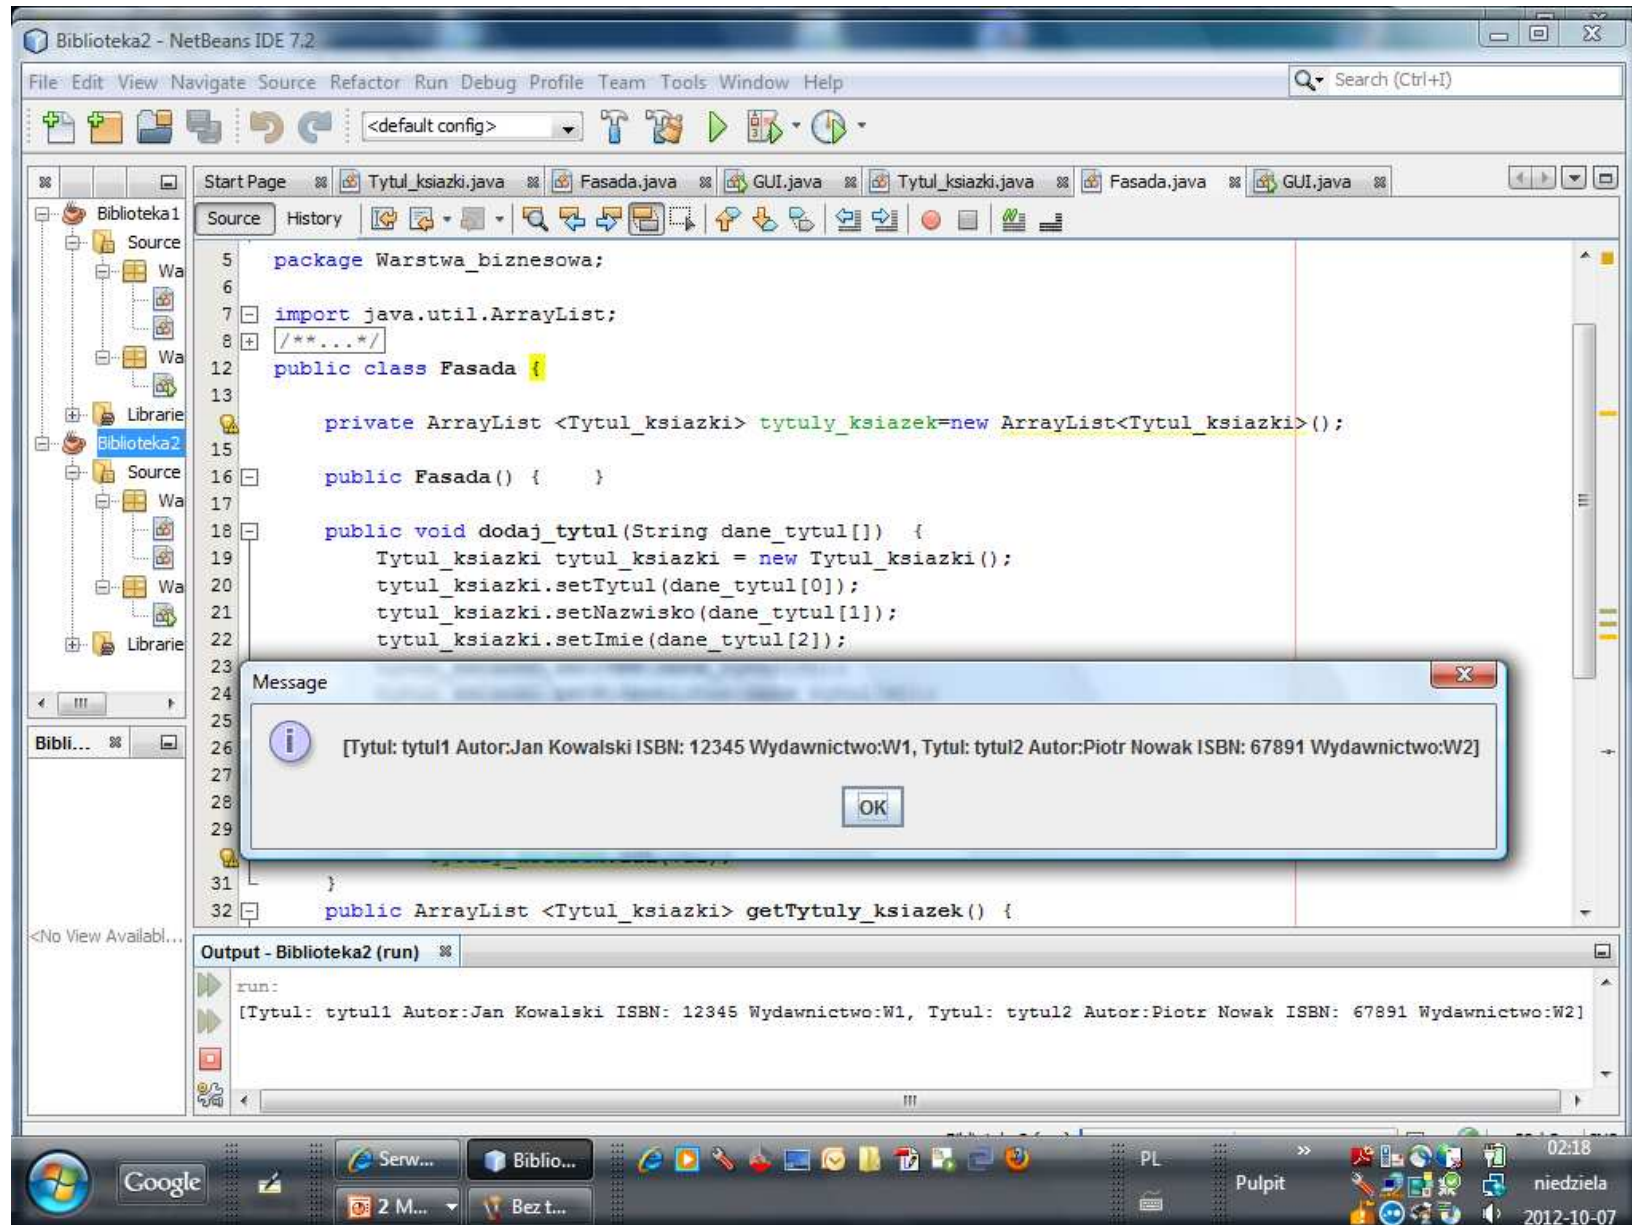 Biblioteka2 - NetBeans IDE 7.2
File Edit View Navigate Source Refactor Run Debug Profile Team Tools Window Help
Search (Ctrl+I)
<default config>
Start Page Tytul_ksiazki.java Fasada.java GUI.java Tytul_ksiazki.java Fasada.java GUI.java
Source History
Biblioteka1
Source
Wa
Wa
Librarie
Biblioteka2
Source
Wa
Wa
Librarie
Bibli...
<No View Availabl...
5 package Warstwa_biznesowa;
6
7 import java.util.ArrayList;
8 /**...*/
12 public class Fasada {
13
private ArrayList <Tytul_ksiazki> tytuly_ksiazek=new ArrayList<Tytul_ksiazki>();
15
16 public Fasada() { }
17
18 public void dodaj_tytul(String dane_tytul[]) {
19 Tytul_ksiazki tytul_ksiazki = new Tytul_ksiazki();
20 tytul_ksiazki.setTytul(dane_tytul[0]);
21 tytul_ksiazki.setNazwisko(dane_tytul[1]);
22 tytul_ksiazki.setImie(dane_tytul[2]);
23
24
25
26
27
28
29
31 }
32 public ArrayList <Tytul_ksiazki> getTytuly_ksiazek() {
Message
[Tytul: tytul1 Autor:Jan Kowalski ISBN: 12345 Wydawnictwo:W1, Tytul: tytul2 Autor:Piotr Nowak ISBN: 67891 Wydawnictwo:W2]
OK
Output - Biblioteka2 (run)
run:
[Tytul: tytul1 Autor:Jan Kowalski ISBN: 12345 Wydawnictwo:W1, Tytul: tytul2 Autor:Piotr Nowak ISBN: 67891 Wydawnictwo:W2]
Google
Serw...
Biblio...
2 M...
Bez t...
PL
Pulpit
02:18
niedziela
2012-10-07